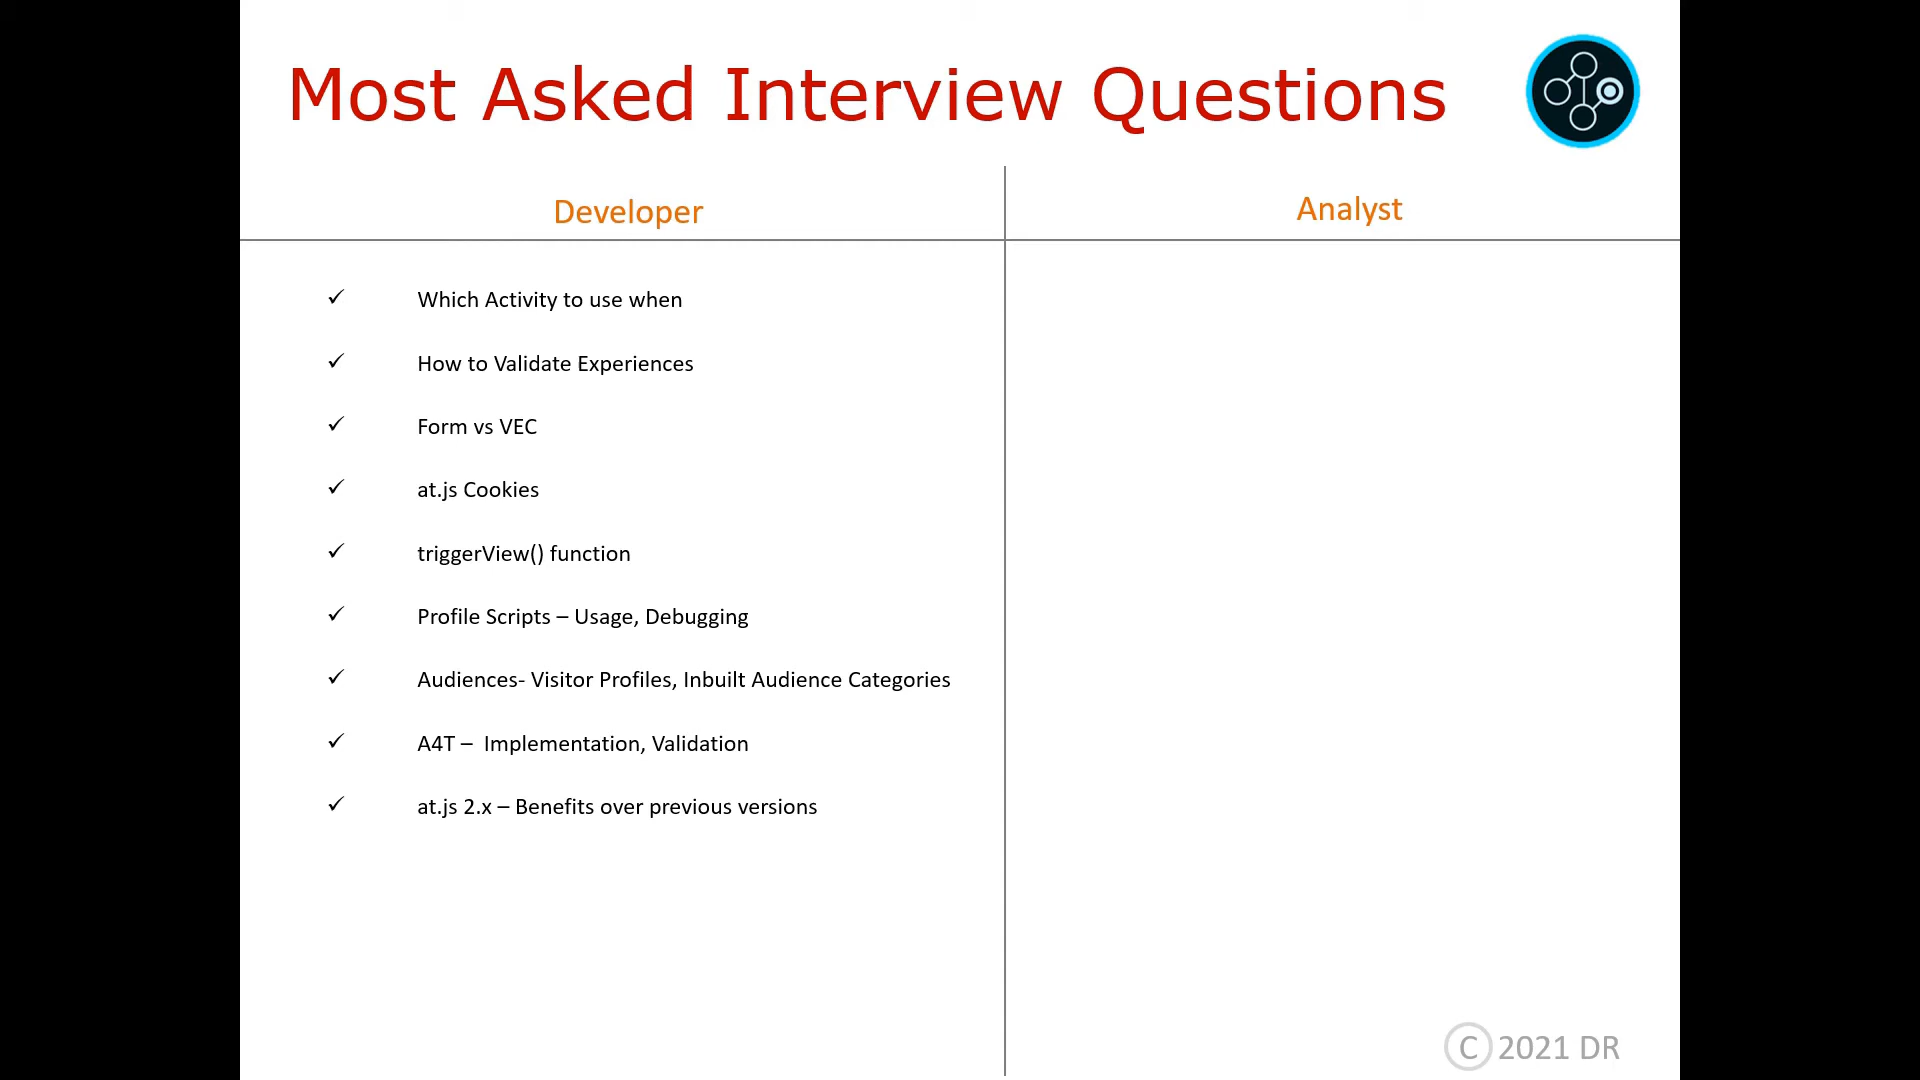 Most Asked Interview Questions
Developer
Analyst
✓ Which Activity to use when
✓ How to Validate Experiences
✓ Form vs VEC
✓ at.js Cookies
✓ triggerView() function
✓ Profile Scripts – Usage, Debugging
✓ Audiences- Visitor Profiles, Inbuilt Audience Categories
✓ A4T –  Implementation, Validation
✓ at.js 2.x – Benefits over previous versions
© 2021 DR